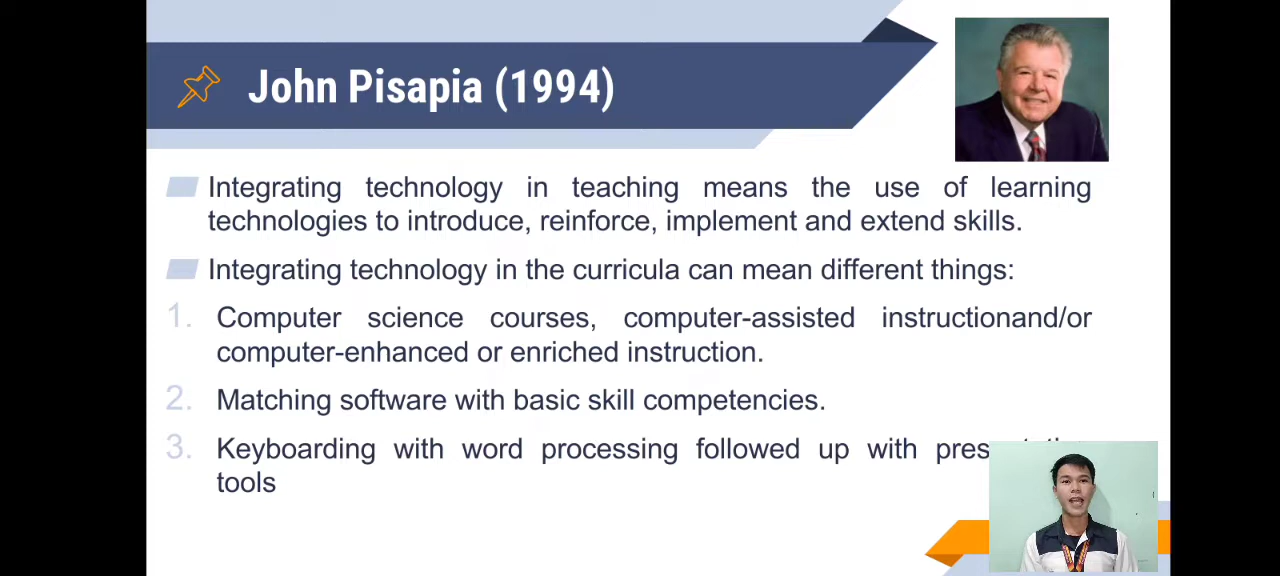 John Pisapia (1994)
Integrating technology in teaching means the use of learning
technologies to introduce, reinforce, implement and extend skills.
Integrating technology in the curricula can mean different things:
1. Computer science courses, computer-assisted instructionand/or
computer-enhanced or enriched instruction.
2. Matching software with basic skill competencies.
3. Keyboarding with word processing followed up with
tools